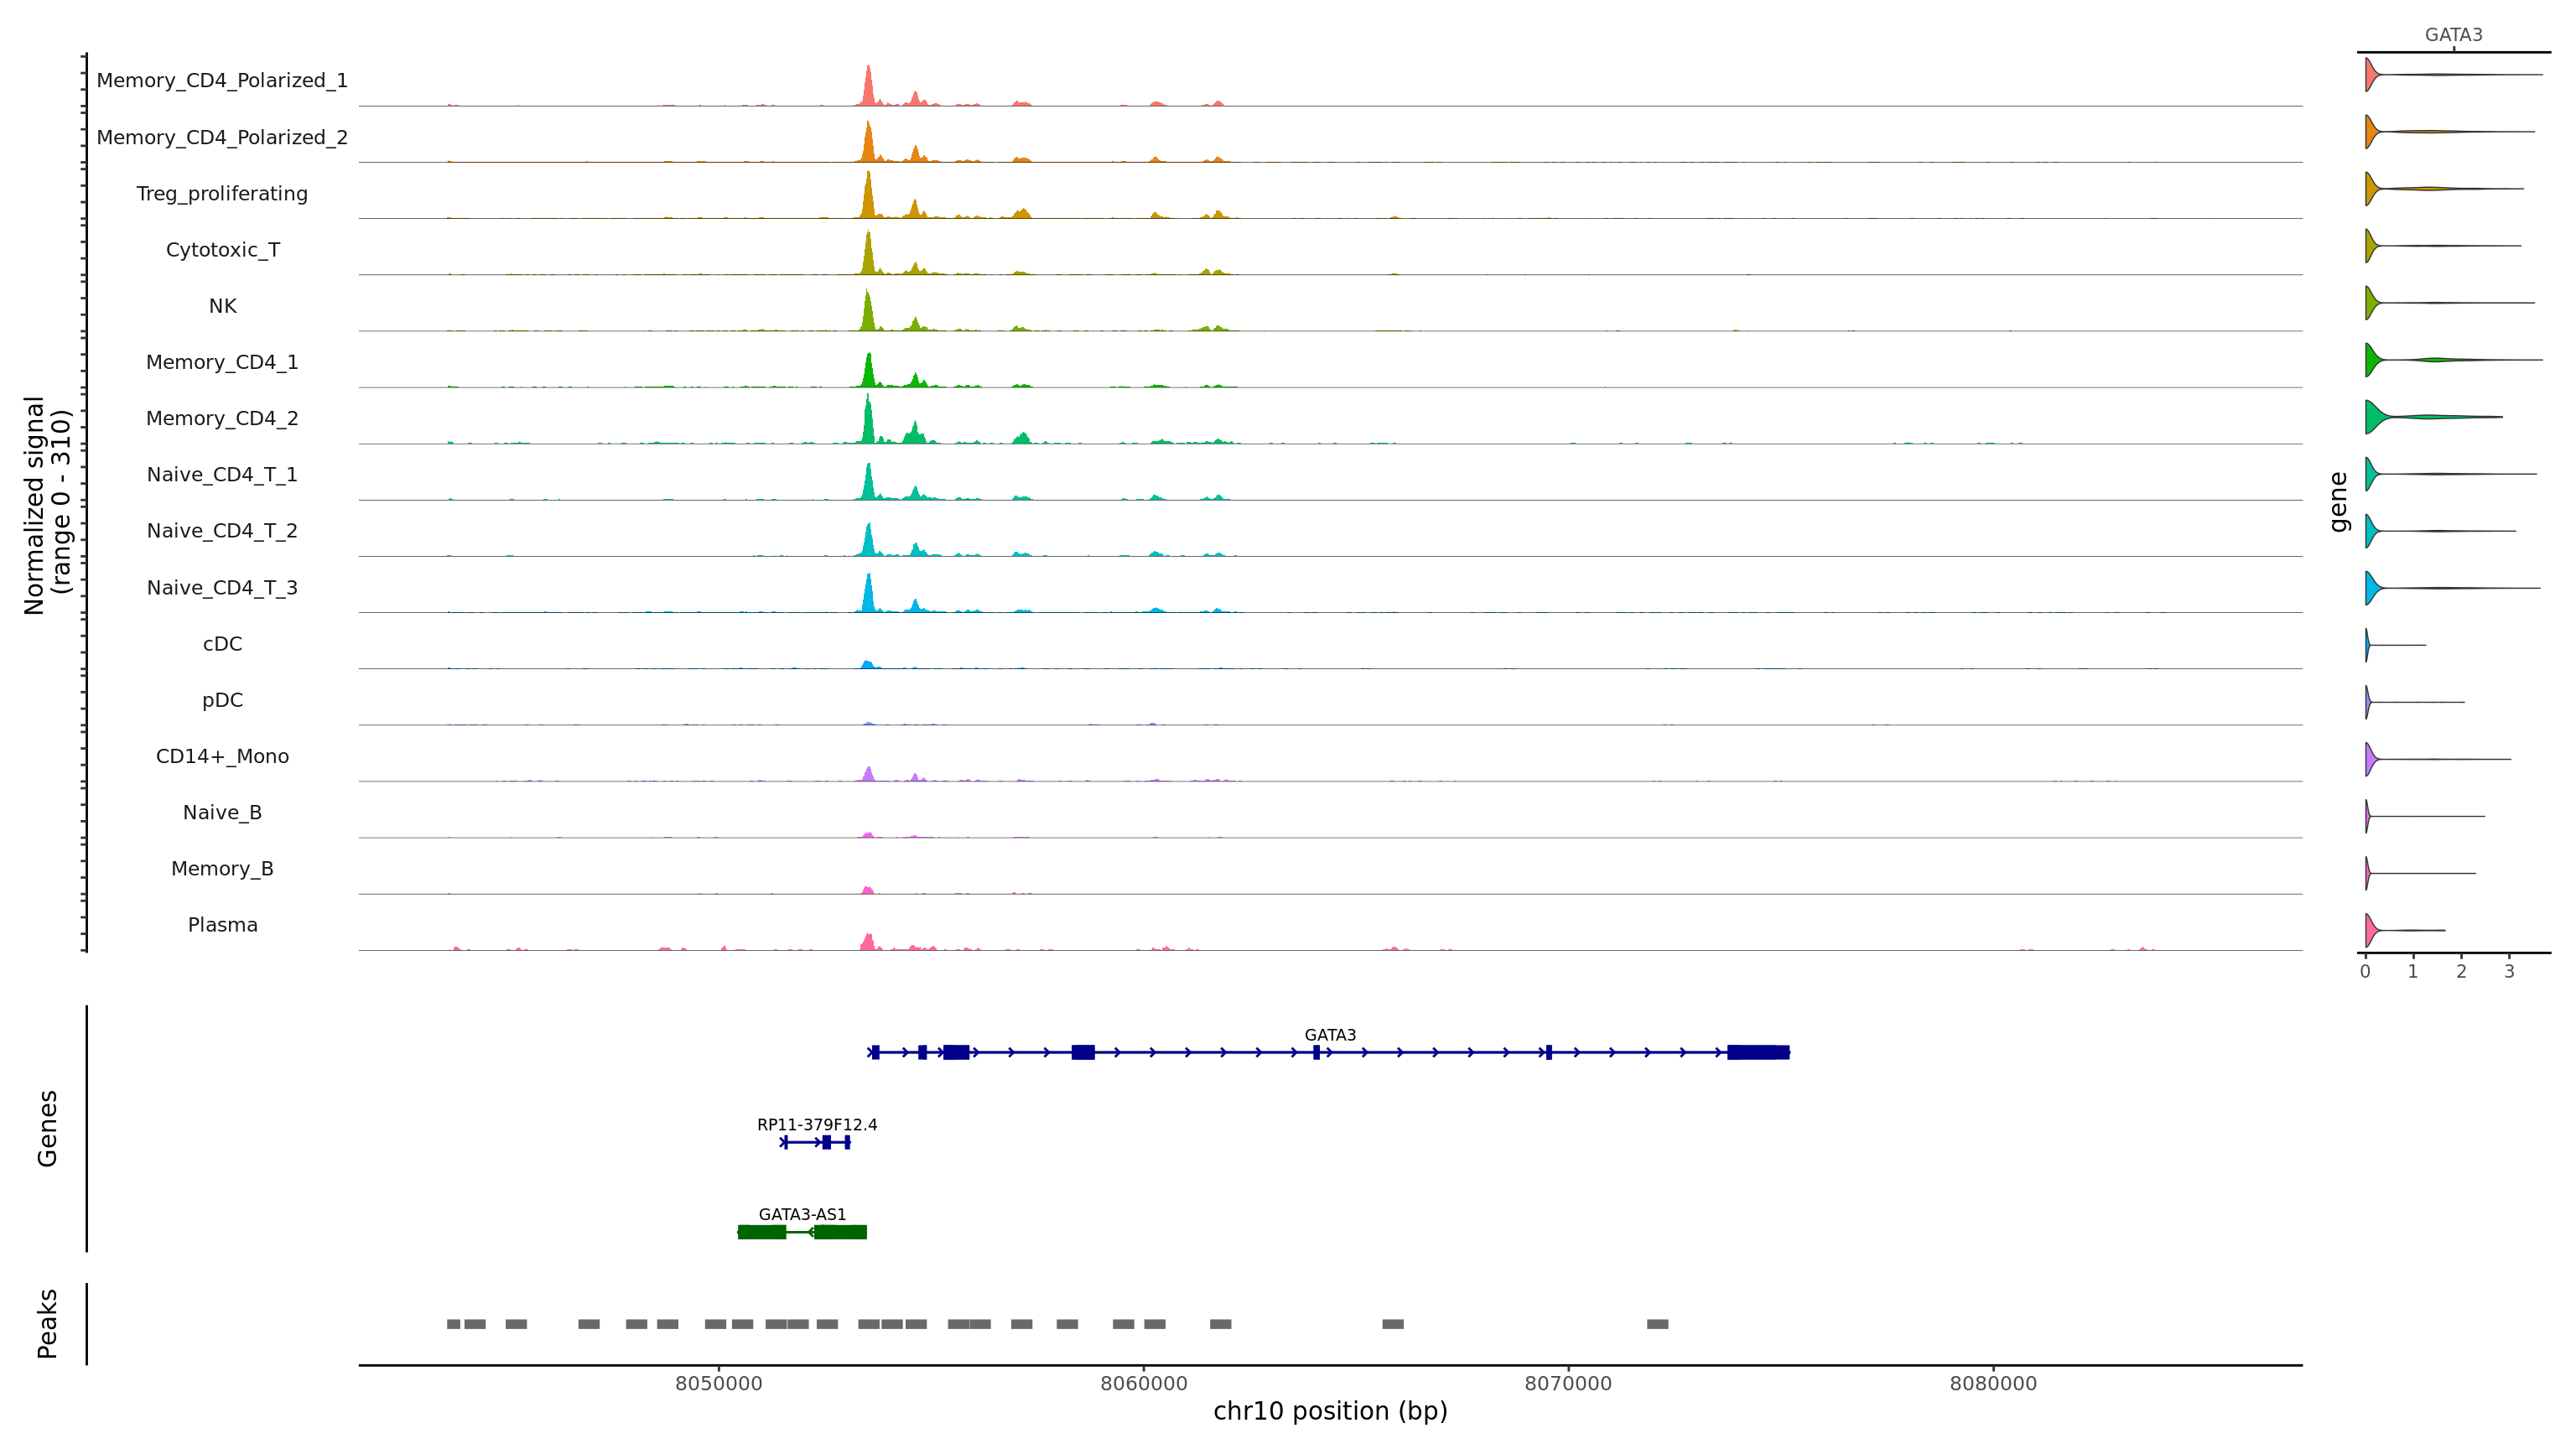 GATA3
Memory_CD4_Polarized_1
Memory_CD4_Polarized_2
Treg_proliferating
Cytotoxic_T
NK
Memory_CD4_1
Memory_CD4_2
Naive_CD4_T_1
Naive_CD4_T_2
Naive_CD4_T_3
cDC
pDC
CD14+_Mono
Naive_B
Memory_B
Plasma
Normalized signal
(range 0 - 310)
gene
0 1 2 3
Genes
GATA3
RP11-379F12.4
GATA3-AS1
Peaks
8050000 8060000 8070000 8080000
chr10 position (bp)